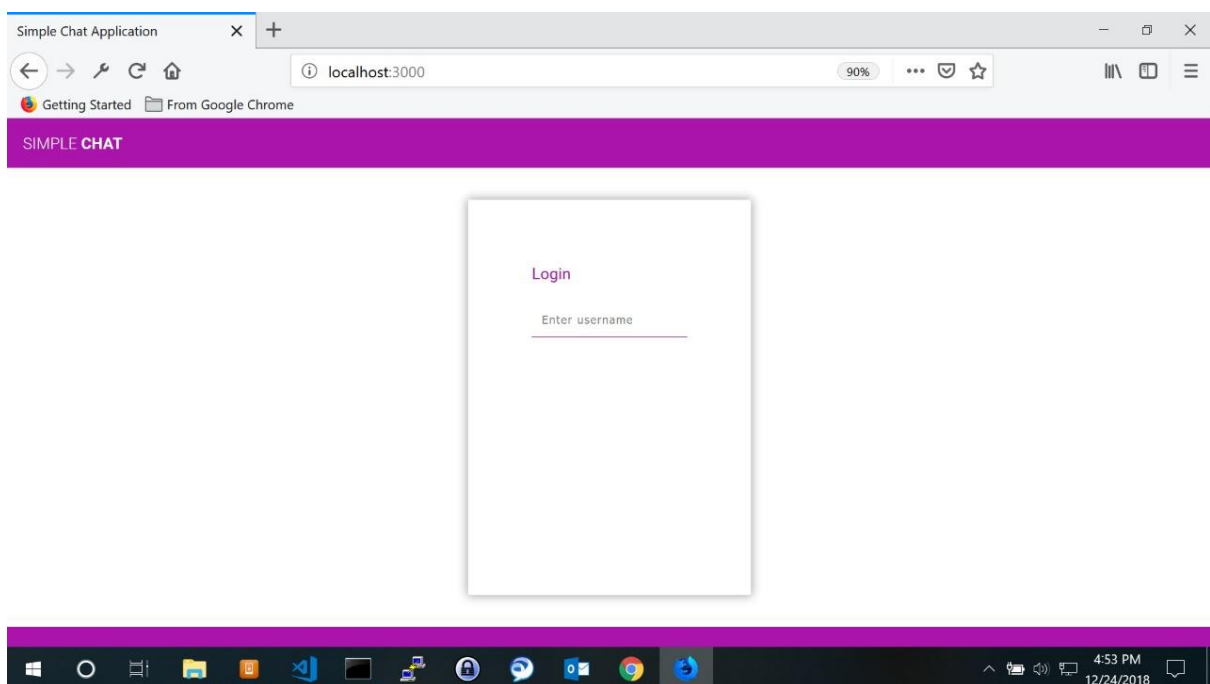 Simple Chat Application
localhost:3000
90%
Getting Started From Google Chrome
SIMPLE CHAT
Login
Enter username
4:53 PM
12/24/2018